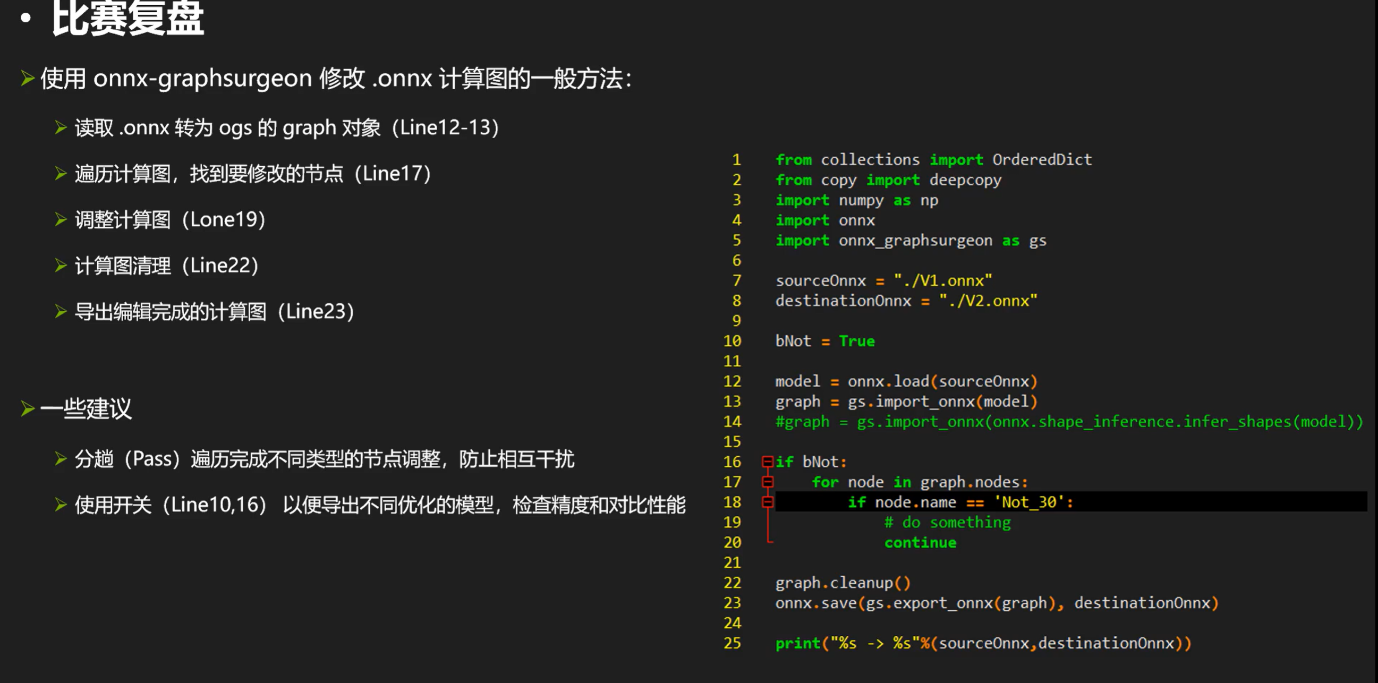 • 比赛复盘
使用 onnx-graphsurgeon 修改 .onnx 计算图的一般方法：
读取 .onnx 转为 ogs 的 graph 对象（Line12-13）
遍历计算图，找到要修改的节点（Line17）
调整计算图（Lone19）
计算图清理（Line22）
导出编辑完成的计算图（Line23）
一些建议
分趟（Pass）遍历完成不同类型的节点调整，防止相互干扰
使用开关（Line10,16） 以便导出不同优化的模型，检查精度和对比性能
1 from collections import OrderedDict
2 from copy import deepcopy
3 import numpy as np
4 import onnx
5 import onnx_graphsurgeon as gs
6
7 sourceOnnx = "./V1.onnx"
8 destinationOnnx = "./V2.onnx"
9
10 bNot = True
11
12 model = onnx.load(sourceOnnx)
13 graph = gs.import_onnx(model)
14 #graph = gs.import_onnx(onnx.shape_inference.infer_shapes(model))
15
16 if bNot:
17     for node in graph.nodes:
18         if node.name == 'Not_30':
19             # do something
20             continue
21
22 graph.cleanup()
23 onnx.save(gs.export_onnx(graph), destinationOnnx)
24
25 print("%s -> %s"%(sourceOnnx,destinationOnnx))